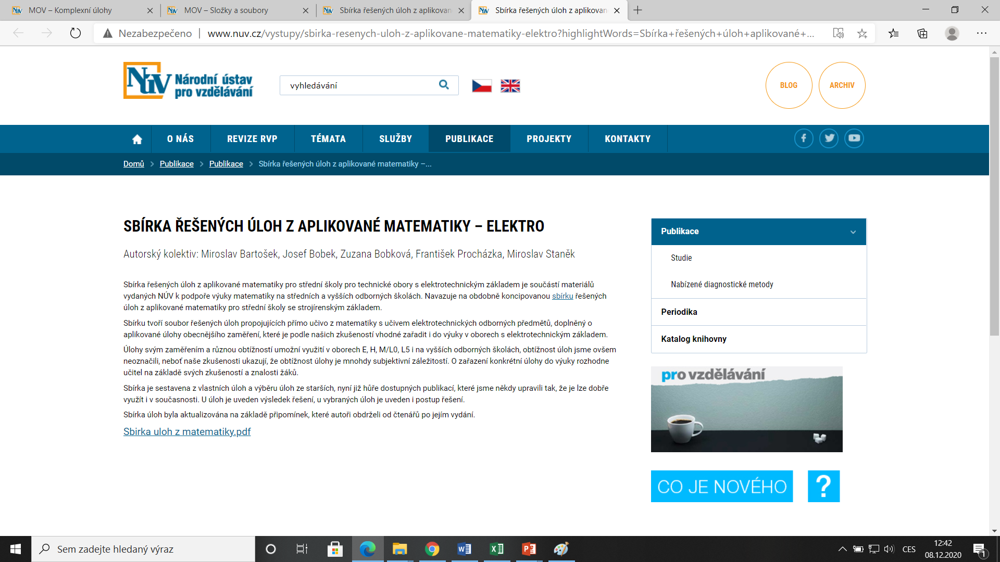 MOV – Komplexní úlohy
MOV – Složky a soubory
Sbírka řešených úloh z aplikovan
Sbírka řešených úloh z aplikovan
Nezabezpečeno
www.nuv.cz/vystupy/sbirka-resenych-uloh-z-aplikovane-matematiky-elektro?highlightWords=Sbírka+řešených+úloh+aplikované+...
NÚV Národní ústav
pro vzdělávání
vyhledávání
BLOG
ARCHIV
O NÁS
REVIZE RVP
TÉMATA
SLUŽBY
PUBLIKACE
PROJEKTY
KONTAKTY
Domů
Publikace
Publikace
Sbírka řešených úloh z aplikované matematiky –...
SBÍRKA ŘEŠENÝCH ÚLOH Z APLIKOVANÉ MATEMATIKY – ELEKTRO
Autorský kolektiv: Miroslav Bartošek, Josef Bobek, Zuzana Bobková, František Procházka, Miroslav Staněk
Sbírka řešených úloh z aplikované matematiky pro střední školy pro technické obory s elektrotechnickým základem je součástí materiálů
vydaných NÚV k podpoře výuky matematiky na středních a vyšších odborných školách. Navazuje na obdobně koncipovanou sbírku řešených
úloh z aplikované matematiky pro střední školy se strojírenským základem.
Sbírku tvoří soubor řešených úloh propojujících přímo učivo z matematiky s učivem elektrotechnických odborných předmětů, doplněný o
aplikované úlohy obecnějšího zaměření, které je podle našich zkušeností vhodné zařadit i do výuky v oborech s elektrotechnickým základem.
Úlohy svým zaměřením a různou obtížností umožní využití v oborech E, H, M/L0, L5 i na vyšších odborných školách, obtížnost úloh jsme ovšem
neoznačili, neboť naše zkušenosti ukazují, že obtížnost úlohy je mnohdy subjektivní záležitostí. O zařazení konkrétní úlohy do výuky rozhodne
učitel na základě svých zkušeností a znalosti žáků.
Sbírka je sestavena z vlastních úloh a výběru úloh ze starších, nyní již hůře dostupných publikací, které jsme někdy upravili tak, že je lze dobře
využít i v současnosti. U úloh je uveden výsledek řešení, u vybraných úloh je uveden i postup řešení.
Sbírka úloh byla aktualizována na základě připomínek, které autoři obdrželi od čtenářů po jejím vydání.
Sbirka uloh z matematiky.pdf
Publikace
Studie
Nabízené diagnostické metody
Periodika
Katalog knihovny
pro vzdělávání
CO JE NOVÉHO ?
Sem zadejte hledaný výraz
CES
12:42
08.12.2020
1